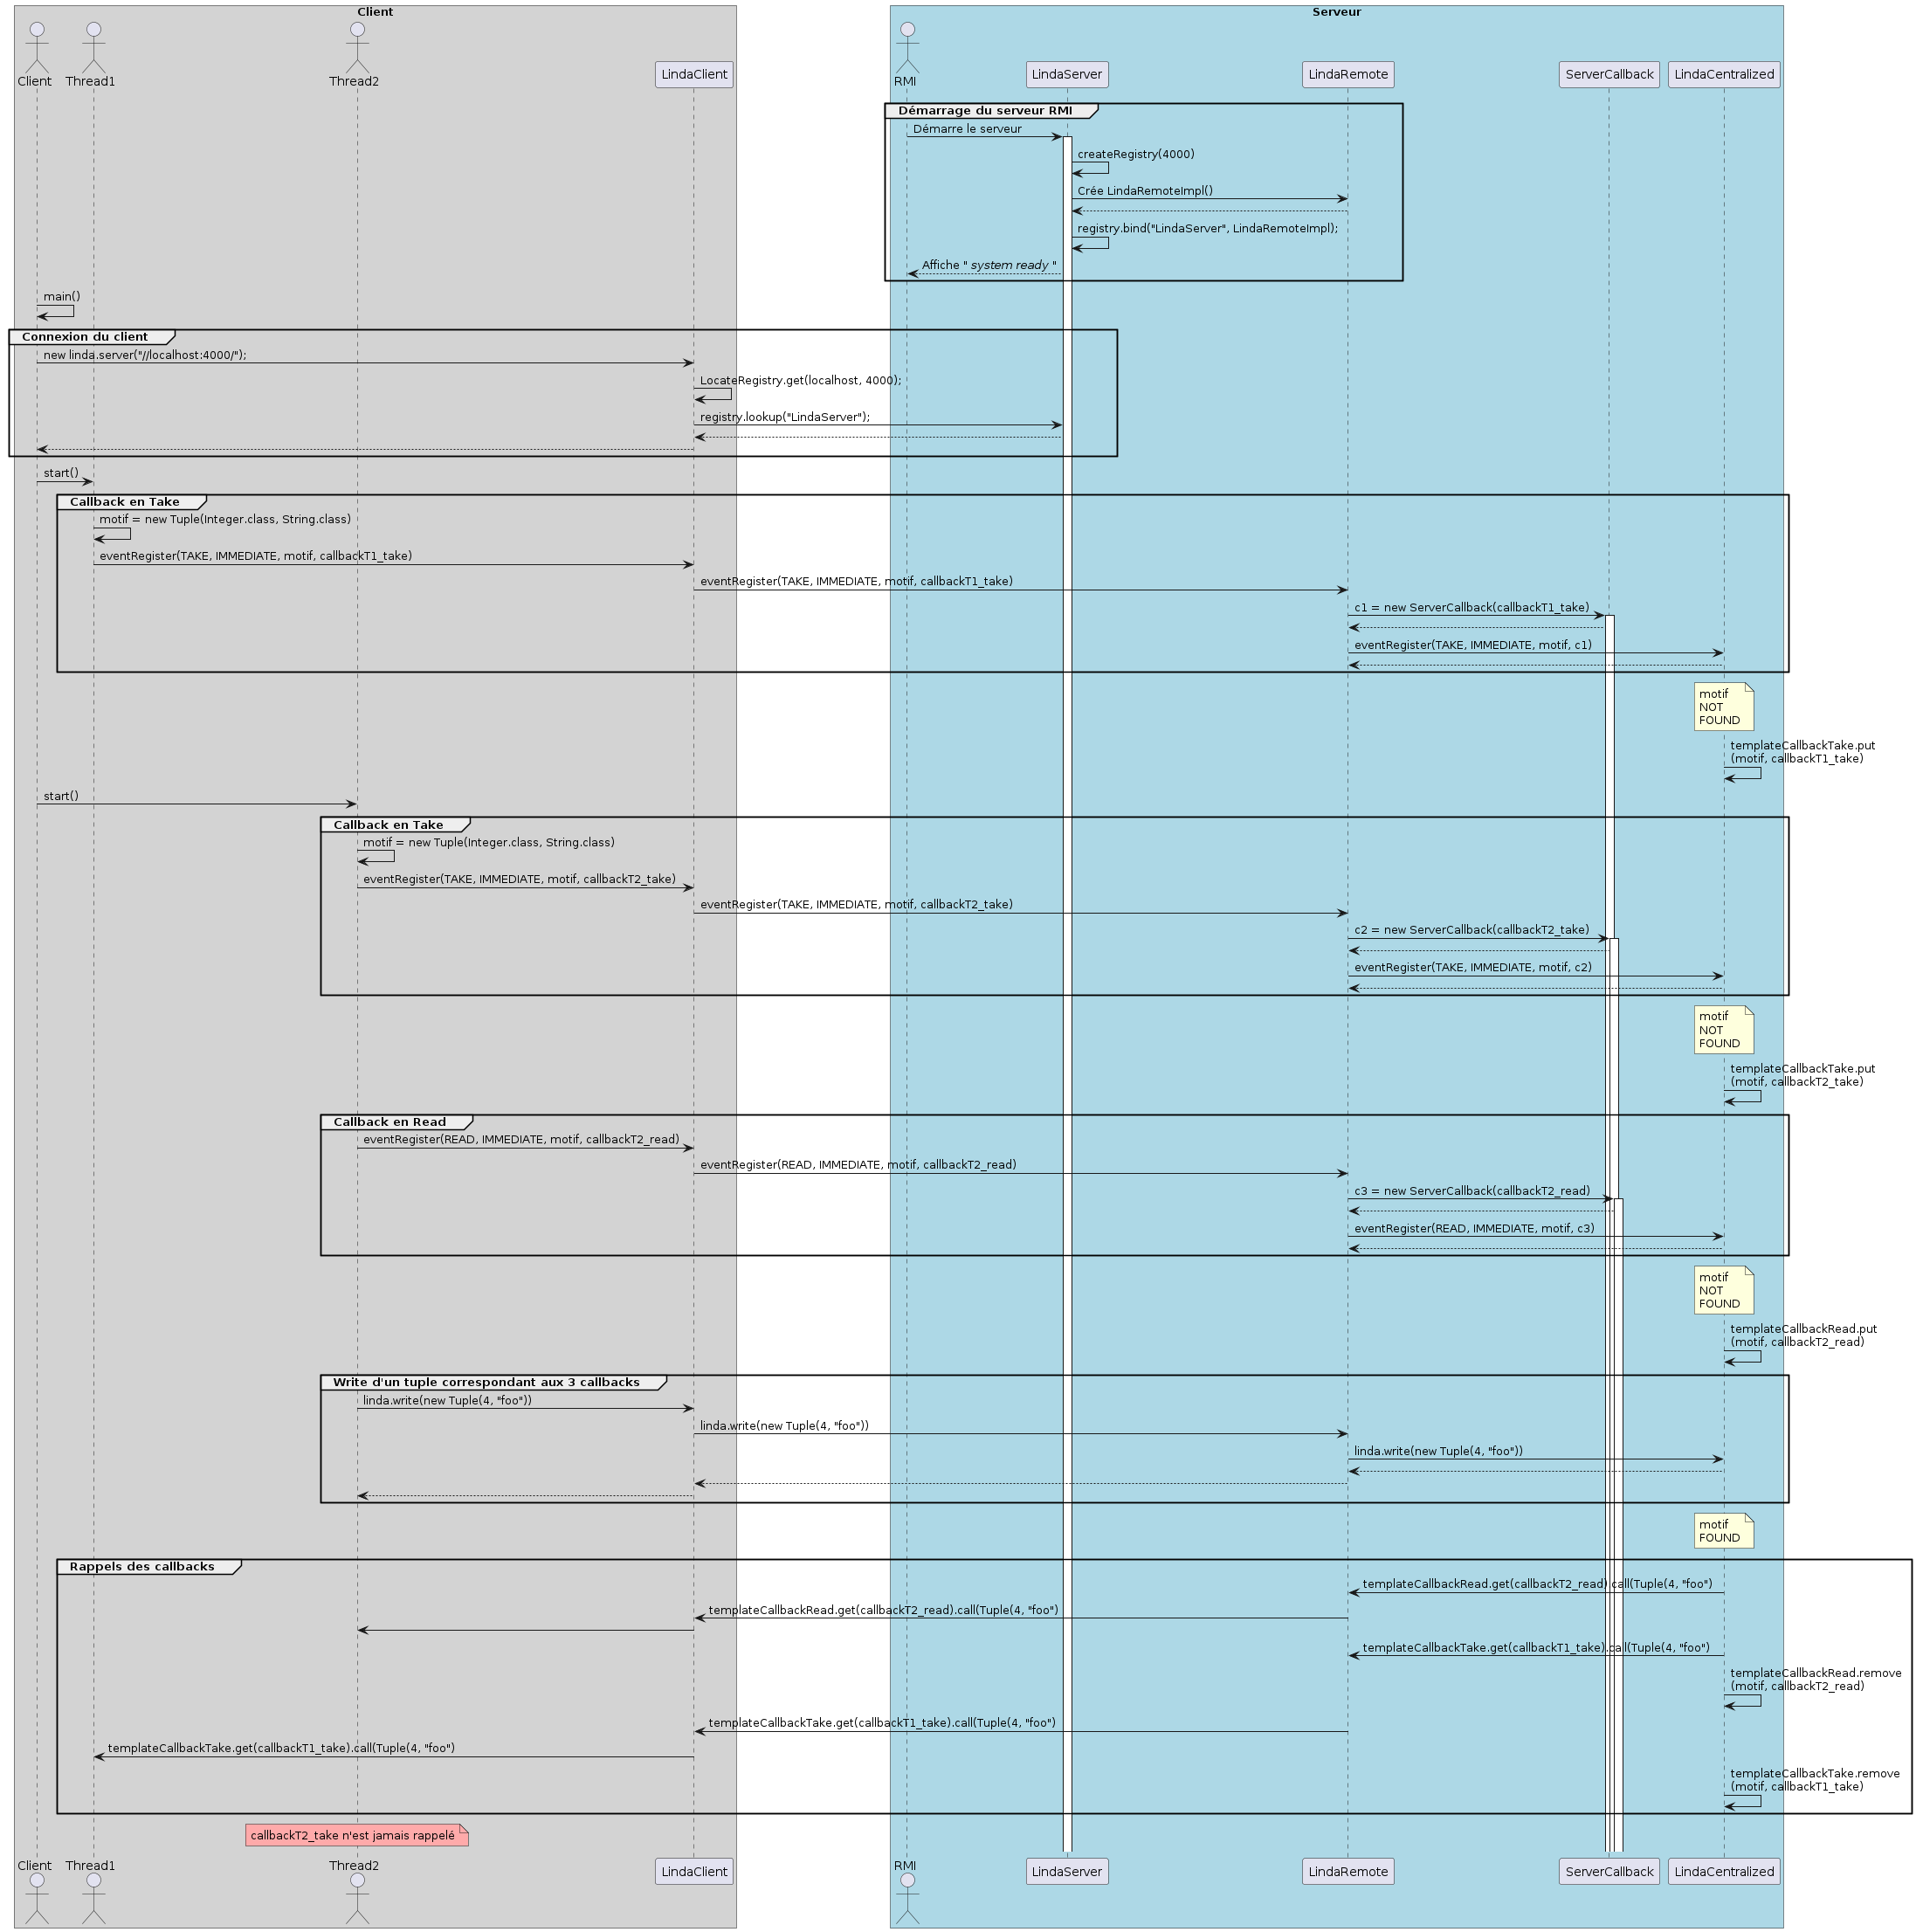 Client
Serveur
Client
Thread1
Thread2
LindaClient
RMI
LindaServer
LindaRemote
ServerCallback
LindaCentralized
Démarrage du serveur RMI
Démarre le serveur
createRegistry(4000)
Crée LindaRemoteImpl()
registry.bind("LindaServer", LindaRemoteImpl);
Affiche " system ready "
main()
Connexion du client
new linda.server("//localhost:4000/");
LocateRegistry.get(localhost, 4000);
registry.lookup("LindaServer");
start()
Callback en Take
motif = new Tuple(Integer.class, String.class)
eventRegister(TAKE, IMMEDIATE, motif, callbackT1_take)
eventRegister(TAKE, IMMEDIATE, motif, callbackT1_take)
c1 = new ServerCallback(callbackT1_take)
eventRegister(TAKE, IMMEDIATE, motif, c1)
motif
NOT
FOUND
templateCallbackTake.put
(motif, callbackT1_take)
start()
Callback en Take
motif = new Tuple(Integer.class, String.class)
eventRegister(TAKE, IMMEDIATE, motif, callbackT2_take)
eventRegister(TAKE, IMMEDIATE, motif, callbackT2_take)
c2 = new ServerCallback(callbackT2_take)
eventRegister(TAKE, IMMEDIATE, motif, c2)
motif
NOT
FOUND
templateCallbackTake.put
(motif, callbackT2_take)
Callback en Read
eventRegister(READ, IMMEDIATE, motif, callbackT2_read)
eventRegister(READ, IMMEDIATE, motif, callbackT2_read)
c3 = new ServerCallback(callbackT2_read)
eventRegister(READ, IMMEDIATE, motif, c3)
motif
NOT
FOUND
templateCallbackRead.put
(motif, callbackT2_read)
Write d'un tuple correspondant aux 3 callbacks
linda.write(new Tuple(4, "foo"))
linda.write(new Tuple(4, "foo"))
linda.write(new Tuple(4, "foo"))
motif
FOUND
Rappels des callbacks
templateCallbackRead.get(callbackT2_read).call(Tuple(4, "foo")
templateCallbackRead.get(callbackT2_read).call(Tuple(4, "foo")
templateCallbackTake.get(callbackT1_take).call(Tuple(4, "foo")
templateCallbackRead.remove
(motif, callbackT2_read)
templateCallbackTake.get(callbackT1_take).call(Tuple(4, "foo")
templateCallbackTake.get(callbackT1_take).call(Tuple(4, "foo")
templateCallbackTake.remove
(motif, callbackT1_take)
callbackT2_take n'est jamais rappelé
Client
Thread1
Thread2
LindaClient
RMI
LindaServer
LindaRemote
ServerCallback
LindaCentralized